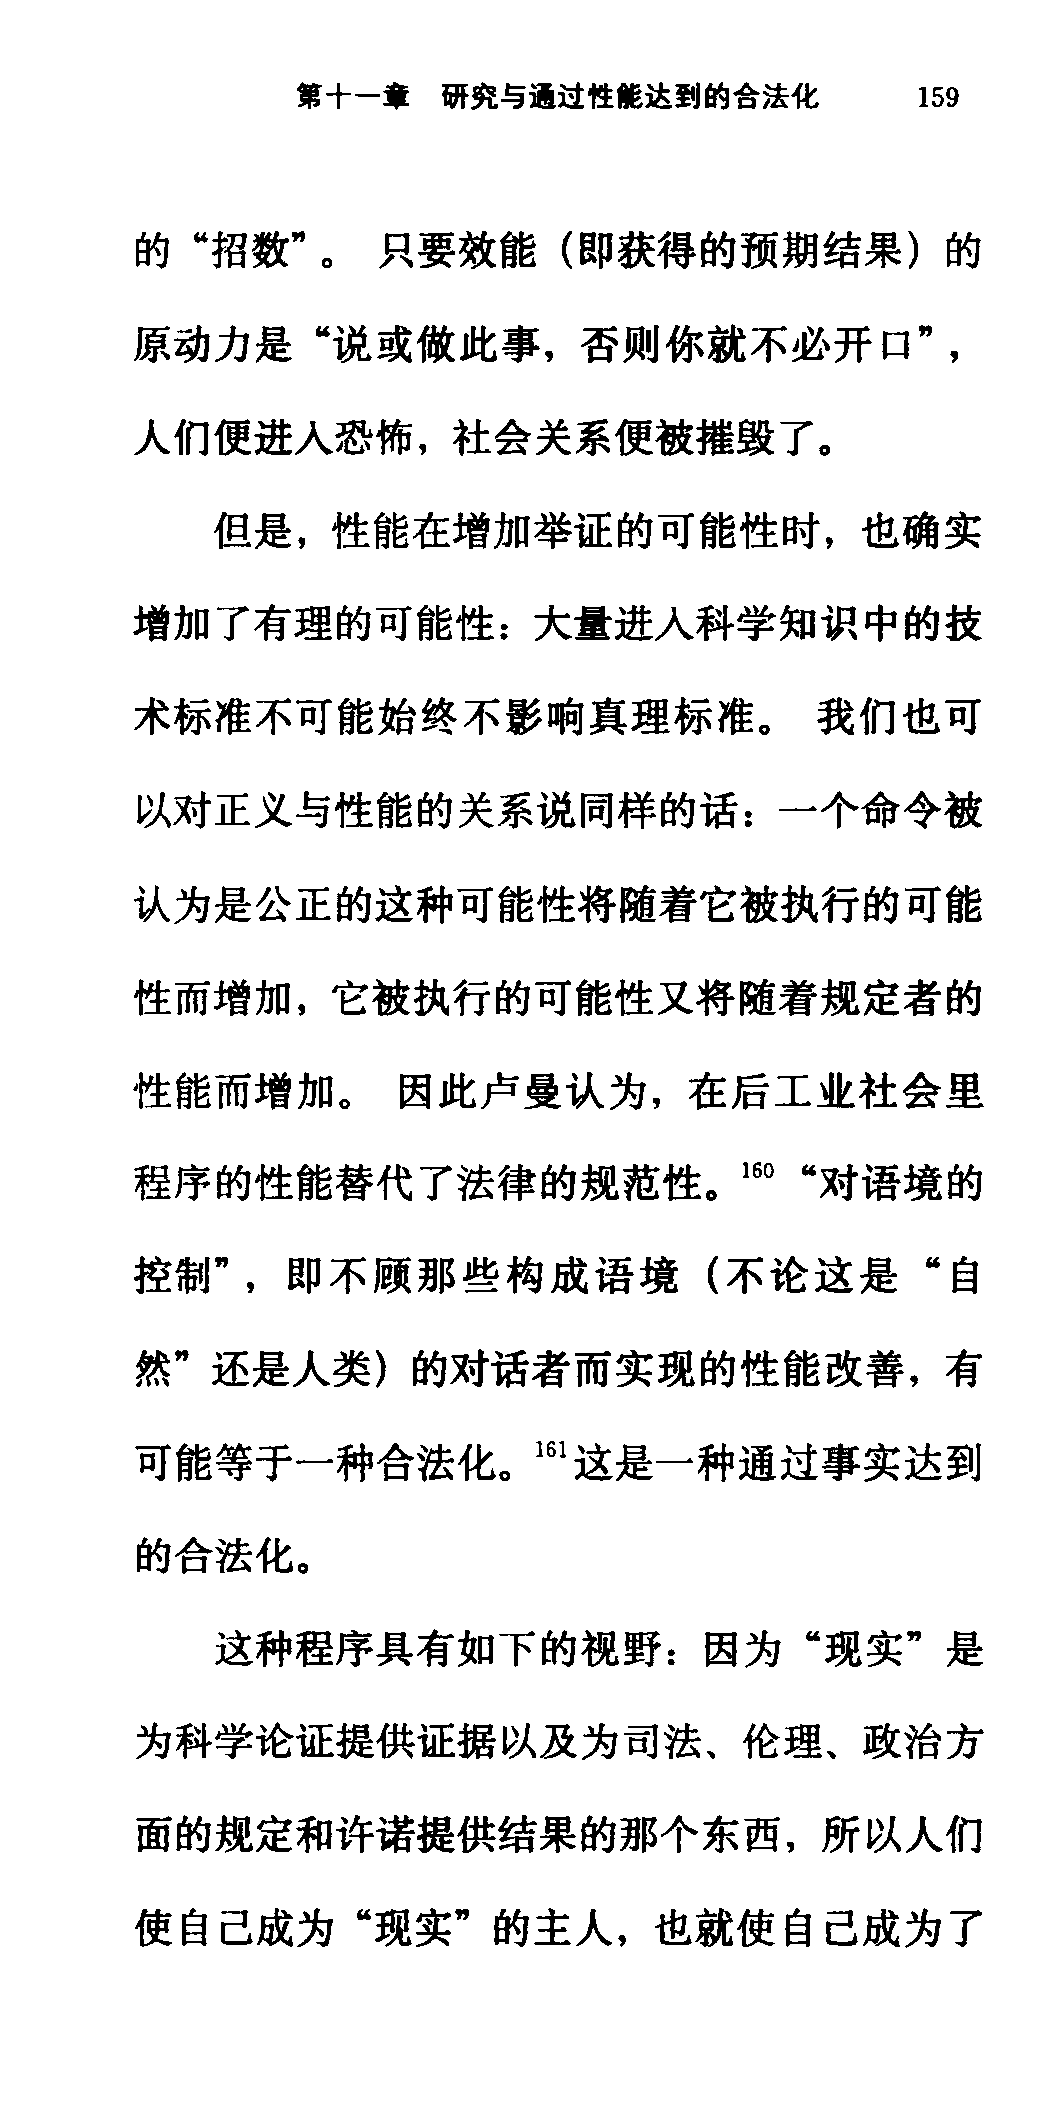 第十一章 研究与通过性能达到的合法化 159
的“招数”。 只要效能（即获得的预期结果）的
原动力是“说或做此事，否则你就不必开口”，
人们便进入恐怖，社会关系便被摧毁了。
但是，性能在增加举证的可能性时，也确实
增加了有理的可能性：大量进入科学知识中的技
术标准不可能始终不影响真理标准。 我们也可
以对正义与性能的关系说同样的话：一个命令被
认为是公正的这种可能性将随着它被执行的可能
性而增加，它被执行的可能性又将随着规定者的
性能而增加。 因此卢曼认为，在后工业社会里
程序的性能替代了法律的规范性。160 “对语境的
控制”，即不顾那些构成语境（不论这是“自
然”还是人类）的对话者而实现的性能改善，有
可能等于一种合法化。161这是一种通过事实达到
的合法化。
这种程序具有如下的视野：因为“现实”是
为科学论证提供证据以及为司法、伦理、政治方
面的规定和许诺提供结果的那个东西，所以人们
使自己成为“现实”的主人，也就使自己成为了